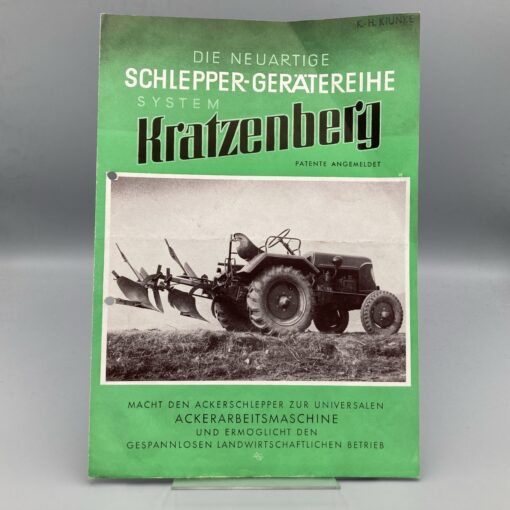 K.-H. KIUNKE
DIE NEUARTIGE
SCHLEPPER-GERÄTEREIHE
SYSTEM
Kratzenberg
PATENTE ANGEMELDET
MACHT DEN ACKERSCHLEPPER ZUR UNIVERSALEN
ACKERARBEITSMASCHINE
UND ERMÖGLICHT DEN
GESPANNLOSEN LANDWIRTSCHAFTLICHEN BETRIEB